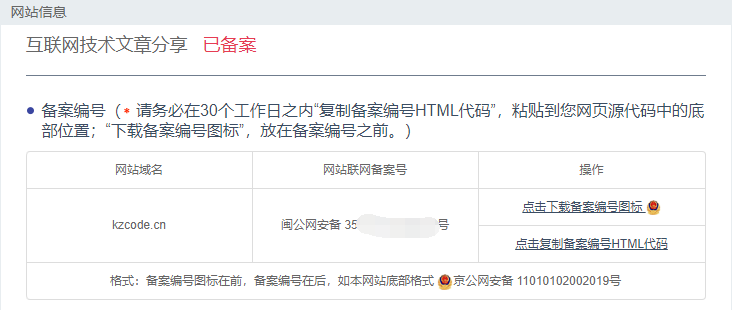 网站信息
互联网技术文章分享 已备案
备案编号（* 请务必在30个工作日之内“复制备案编号HTML代码”，粘贴到您网页源代码中的底
部位置；“下载备案编号图标”，放在备案编号之前。）
网站域名 网站联网备案号 操作
kzcode.cn 闽公网安备 35 号
点击下载备案编号图标
点击复制备案编号HTML代码
格式：备案编号图标在前，备案编号在后，如本网站底部格式 京公网安备 11010102002019号